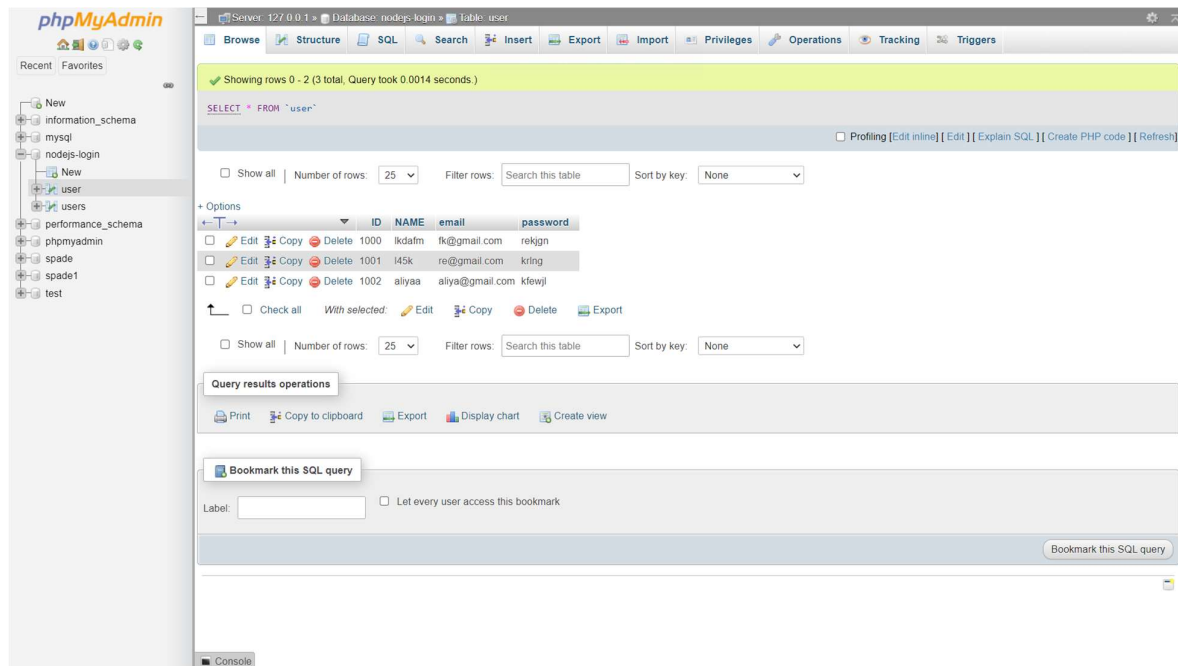 phpMyAdmin
Recent Favorites
New
information_schema
mysql
nodejs-login
New
user
users
performance_schema
phpmyadmin
spade
spade1
test
Server: 127.0.0.1 » Database: nodejs-login » Table: user
Browse Structure SQL Search Insert Export Import Privileges Operations Tracking Triggers
Showing rows 0 - 2 (3 total, Query took 0.0014 seconds.)
SELECT * FROM `user`
Profiling [Edit inline] [ Edit ] [ Explain SQL ] [ Create PHP code ] [ Refresh]
Show all | Number of rows: 25 Filter rows: Search this table Sort by key: None
+ Options
←T→ ID NAME email password
Edit Copy Delete 1000 lkdafm fk@gmail.com rekjgn
Edit Copy Delete 1001 l45k re@gmail.com krlng
Edit Copy Delete 1002 aliyaa aliya@gmail.com kfewjl
Check all With selected: Edit Copy Delete Export
Show all | Number of rows: 25 Filter rows: Search this table Sort by key: None
Query results operations
Print Copy to clipboard Export Display chart Create view
Bookmark this SQL query
Label: Let every user access this bookmark
Bookmark this SQL query
Console